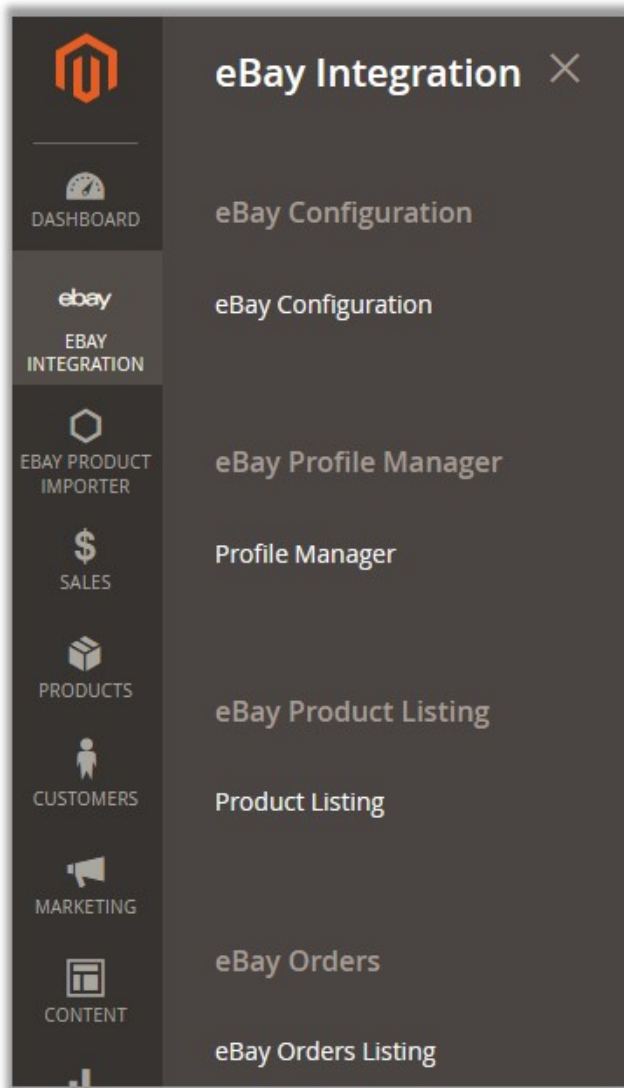 eBay Integration
DASHBOARD
ebay
EBAY
INTEGRATION
EBAY PRODUCT
IMPORTER
$
SALES
PRODUCTS
CUSTOMERS
MARKETING
CONTENT
eBay Configuration
eBay Configuration
eBay Profile Manager
Profile Manager
eBay Product Listing
Product Listing
eBay Orders
eBay Orders Listing